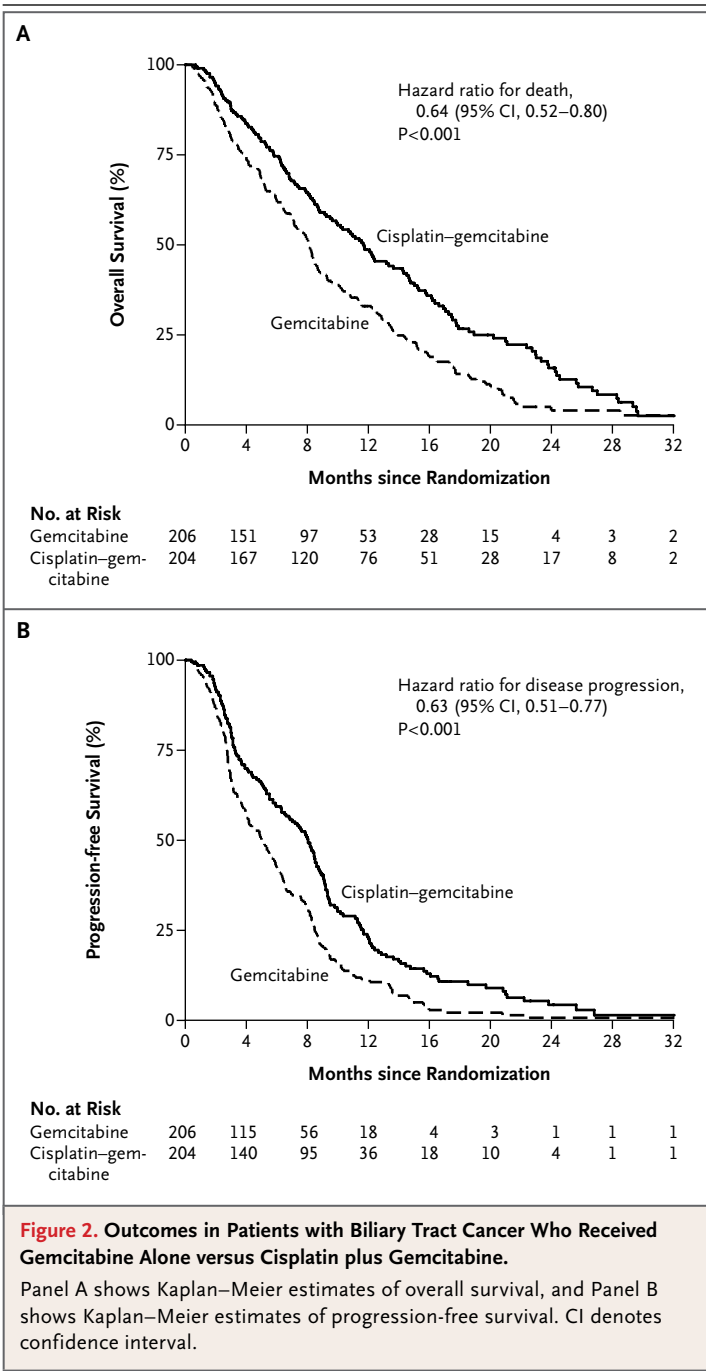 A
100
75
50
25
0
Overall Survival (%)
Hazard ratio for death,
0.64 (95% CI, 0.52–0.80)
P<0.001
Cisplatin–gemcitabine
Gemcitabine
0 4 8 12 16 20 24 28 32
Months since Randomization
No. at Risk
Gemcitabine 206 151 97 53 28 15 4 3 2
Cisplatin–gem- 204 167 120 76 51 28 17 8 2
citabine
B
100
75
50
25
0
Progression-free Survival (%)
Hazard ratio for disease progression,
0.63 (95% CI, 0.51–0.77)
P<0.001
Cisplatin–gemcitabine
Gemcitabine
0 4 8 12 16 20 24 28 32
Months since Randomization
No. at Risk
Gemcitabine 206 115 56 18 4 3 1 1 1
Cisplatin–gem- 204 140 95 36 18 10 4 1 1
citabine
Figure 2. Outcomes in Patients with Biliary Tract Cancer Who Received
Gemcitabine Alone versus Cisplatin plus Gemcitabine.
Panel A shows Kaplan–Meier estimates of overall survival, and Panel B
shows Kaplan–Meier estimates of progression-free survival. CI denotes
confidence interval.